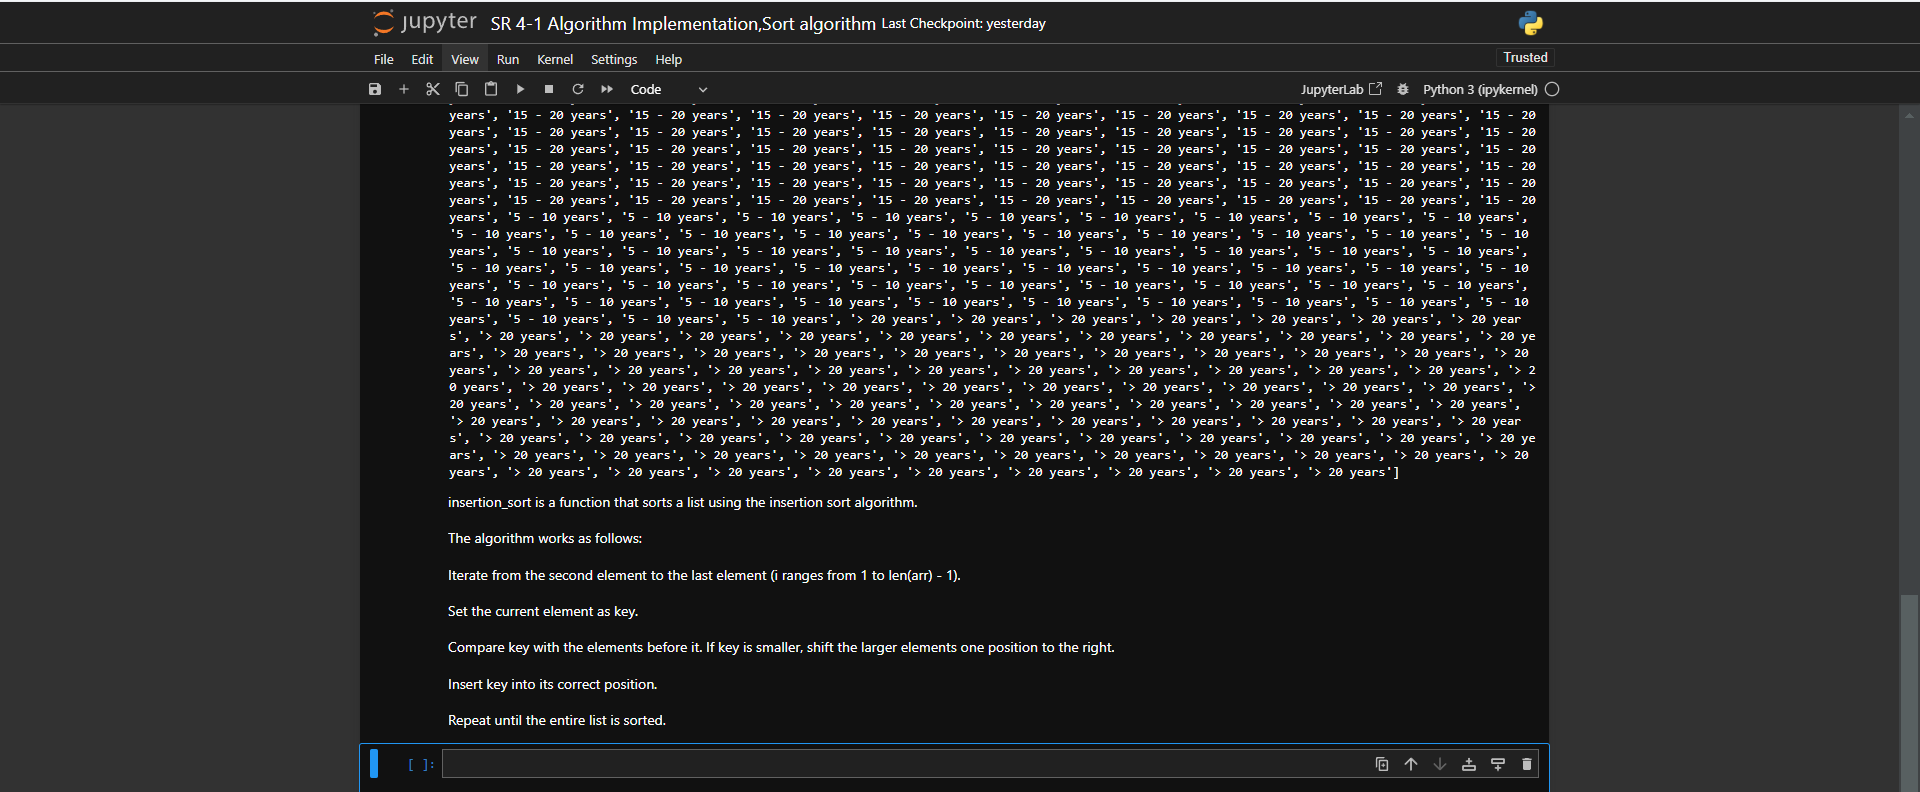 jupyter SR 4-1 Algorithm Implementation,Sort algorithm Last Checkpoint: yesterday
File Edit View Run Kernel Settings Help Trusted
Code JupyterLab Python 3 (ipykernel)
years', '15 - 20 years', '15 - 20 years', '15 - 20 years', '15 - 20 years', '15 - 20 years', '15 - 20 years', '15 - 20 years', '15 - 20 years', '15 - 20
years', '15 - 20 years', '15 - 20 years', '15 - 20 years', '15 - 20 years', '15 - 20 years', '15 - 20 years', '15 - 20 years', '15 - 20 years', '15 - 20
years', '15 - 20 years', '15 - 20 years', '15 - 20 years', '15 - 20 years', '15 - 20 years', '15 - 20 years', '15 - 20 years', '15 - 20 years', '15 - 20
years', '15 - 20 years', '15 - 20 years', '15 - 20 years', '15 - 20 years', '15 - 20 years', '15 - 20 years', '15 - 20 years', '15 - 20 years', '15 - 20
years', '15 - 20 years', '15 - 20 years', '15 - 20 years', '15 - 20 years', '15 - 20 years', '15 - 20 years', '15 - 20 years', '15 - 20 years', '15 - 20
years', '15 - 20 years', '15 - 20 years', '15 - 20 years', '15 - 20 years', '15 - 20 years', '15 - 20 years', '15 - 20 years', '15 - 20 years', '15 - 20
years', '5 - 10 years', '5 - 10 years', '5 - 10 years', '5 - 10 years', '5 - 10 years', '5 - 10 years', '5 - 10 years', '5 - 10 years', '5 - 10 years',
'5 - 10 years', '5 - 10 years', '5 - 10 years', '5 - 10 years', '5 - 10 years', '5 - 10 years', '5 - 10 years', '5 - 10 years', '5 - 10 years', '5 - 10
years', '5 - 10 years', '5 - 10 years', '5 - 10 years', '5 - 10 years', '5 - 10 years', '5 - 10 years', '5 - 10 years', '5 - 10 years', '5 - 10 years',
'5 - 10 years', '5 - 10 years', '5 - 10 years', '5 - 10 years', '5 - 10 years', '5 - 10 years', '5 - 10 years', '5 - 10 years', '5 - 10 years', '5 - 10
years', '5 - 10 years', '5 - 10 years', '5 - 10 years', '5 - 10 years', '5 - 10 years', '5 - 10 years', '5 - 10 years', '5 - 10 years', '5 - 10 years',
'5 - 10 years', '5 - 10 years', '5 - 10 years', '5 - 10 years', '5 - 10 years', '5 - 10 years', '5 - 10 years', '5 - 10 years', '5 - 10 years', '5 - 10
years', '5 - 10 years', '5 - 10 years', '5 - 10 years', '> 20 years', '> 20 years', '> 20 years', '> 20 years', '> 20 years', '> 20 years', '> 20 year
s', '> 20 years', '> 20 years', '> 20 years', '> 20 years', '> 20 years', '> 20 years', '> 20 years', '> 20 years', '> 20 years', '> 20 years', '> 20 ye
ars', '> 20 years', '> 20 years', '> 20 years', '> 20 years', '> 20 years', '> 20 years', '> 20 years', '> 20 years', '> 20 years', '> 20 years', '> 20
years', '> 20 years', '> 20 years', '> 20 years', '> 20 years', '> 20 years', '> 20 years', '> 20 years', '> 20 years', '> 20 years', '> 20 years', '> 2
0 years', '> 20 years', '> 20 years', '> 20 years', '> 20 years', '> 20 years', '> 20 years', '> 20 years', '> 20 years', '> 20 years', '> 20 years', '>
20 years', '> 20 years', '> 20 years', '> 20 years', '> 20 years', '> 20 years', '> 20 years', '> 20 years', '> 20 years', '> 20 years', '> 20 years',
'> 20 years', '> 20 years', '> 20 years', '> 20 years', '> 20 years', '> 20 years', '> 20 years', '> 20 years', '> 20 years', '> 20 years', '> 20 year
s', '> 20 years', '> 20 years', '> 20 years', '> 20 years', '> 20 years', '> 20 years', '> 20 years', '> 20 years', '> 20 years', '> 20 years', '> 20 ye
ars', '> 20 years', '> 20 years', '> 20 years', '> 20 years', '> 20 years', '> 20 years', '> 20 years', '> 20 years', '> 20 years', '> 20 years', '> 20
years', '> 20 years', '> 20 years', '> 20 years', '> 20 years', '> 20 years', '> 20 years', '> 20 years', '> 20 years', '> 20 years']
insertion_sort is a function that sorts a list using the insertion sort algorithm.
The algorithm works as follows:
Iterate from the second element to the last element (i ranges from 1 to len(arr) - 1).
Set the current element as key.
Compare key with the elements before it. If key is smaller, shift the larger elements one position to the right.
Insert key into its correct position.
Repeat until the entire list is sorted.
[ ]: